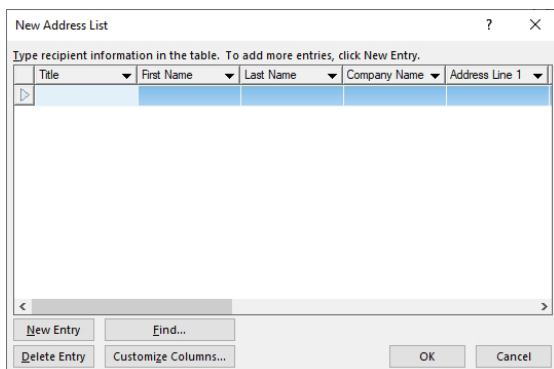 New Address List ? ×
Type recipient information in the table. To add more entries, click New Entry.
Title First Name Last Name Company Name Address Line 1
New Entry Find...
Delete Entry Customize Columns... OK Cancel